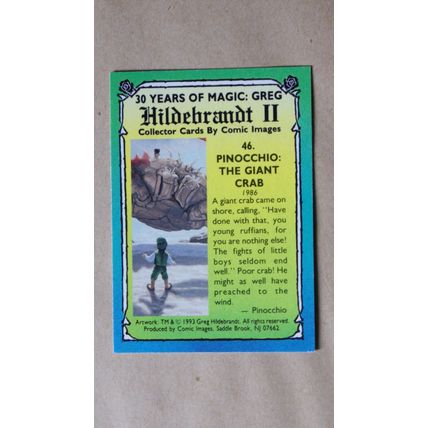 30 YEARS OF MAGIC: GREG
Hildebrandt II
Collector Cards By Comic Images
46.
PINOCCHIO:
THE GIANT
CRAB
1986
A giant crab came on
shore, calling, "Have
done with that, you
young ruffians, for
you are nothing else!
The fights of little
boys seldom end
well." Poor crab! He
might as well have
preached to the
wind.
— Pinocchio
Artwork: TM & © 1993 Greg Hildebrandt. All rights reserved.
Produced by Comic Images, Saddle Brook, NJ 07662.